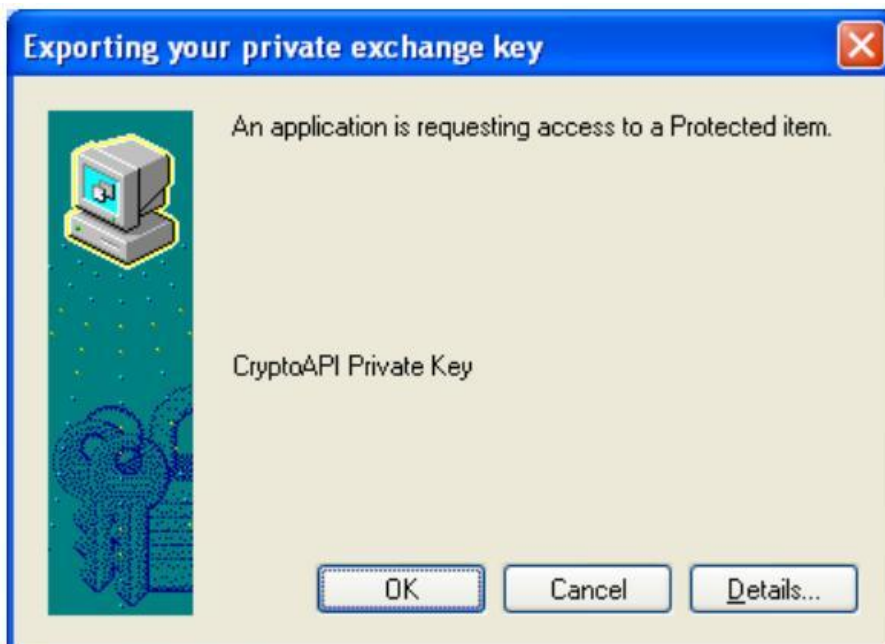 Exporting your private exchange key
An application is requesting access to a Protected item.
CryptoAPI Private Key
OK
Cancel
Details...